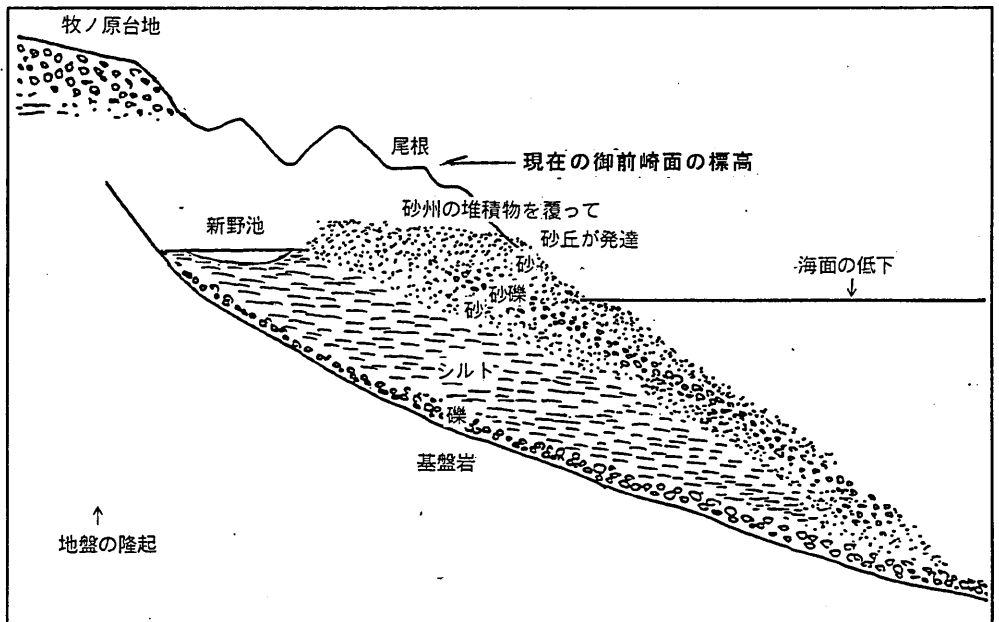 牧ノ原台地
尾根
現在の御前崎面の標高
砂州の堆積物を覆って
砂丘が発達
新野池
海面の低下
砂
砂礫
砂
シルト
礫
基盤岩
地盤の隆起